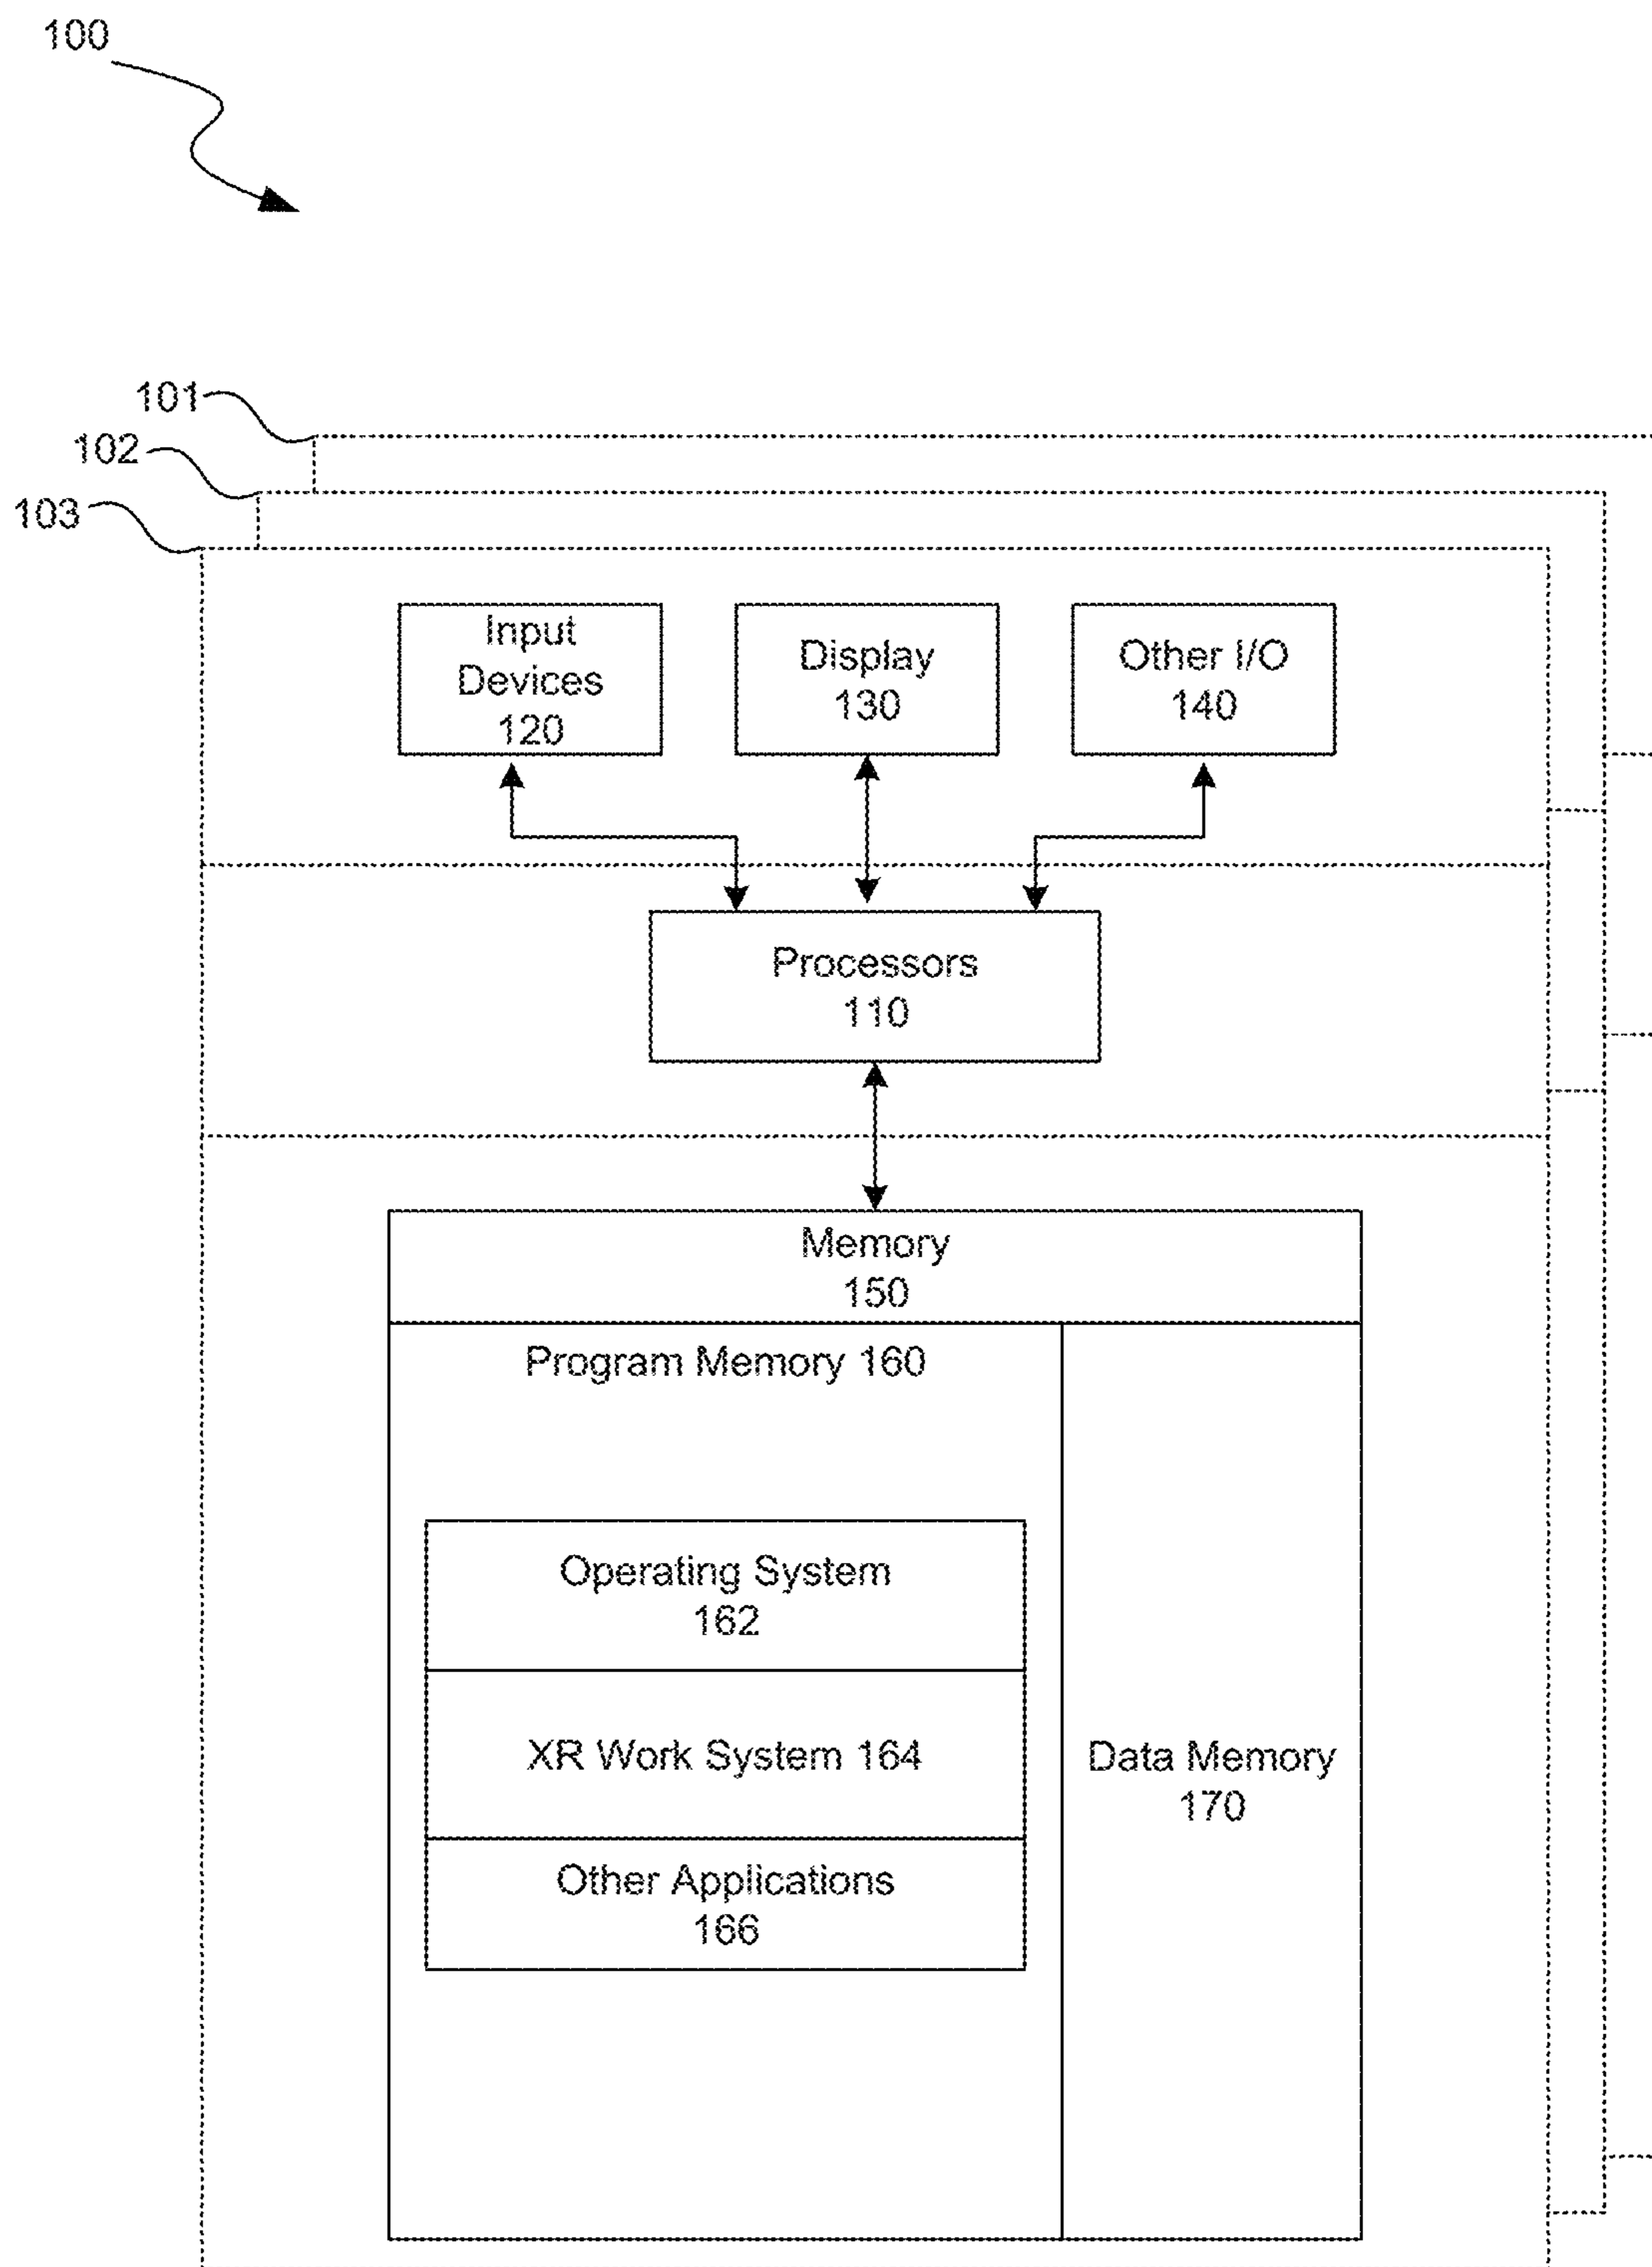 100
101
102
103
Input
Devices
120
Display
130
Other I/O
140
Processors
110
Memory
150
Program Memory 160
Operating System
162
XR Work System 164
Other Applications
166
Data Memory
170